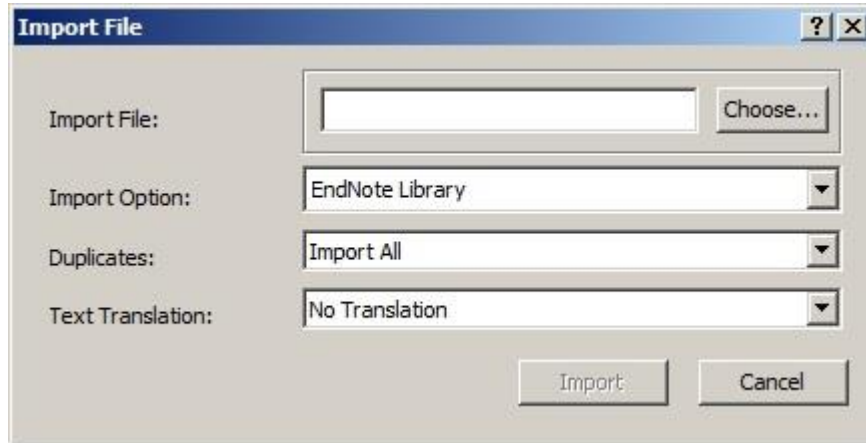 Import File
Import File: Choose...
Import Option: EndNote Library
Duplicates: Import All
Text Translation: No Translation
Import Cancel